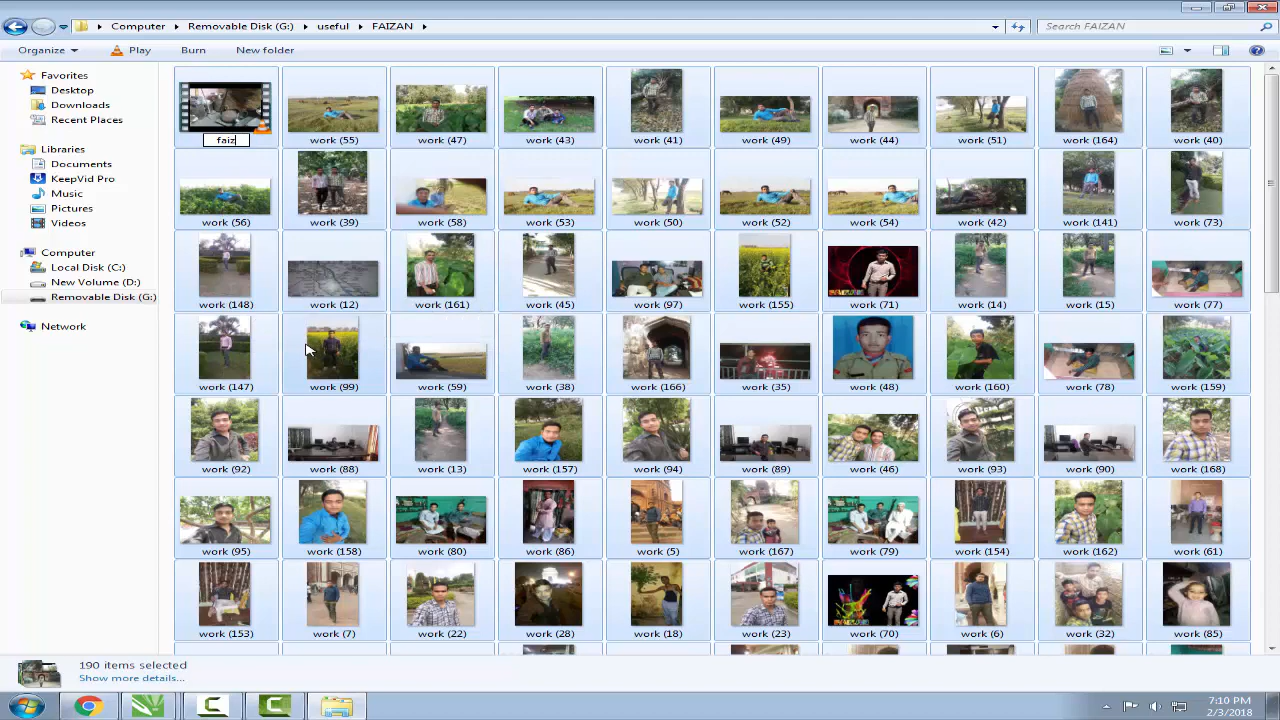 Computer ▸ Removable Disk (G:) ▸ useful ▸ FAIZAN ▸
Search FAIZAN
Organize Play Burn New folder
Favorites
Desktop
Downloads
Recent Places
Libraries
Documents
KeepVid Pro
Music
Pictures
Videos
Computer
Local Disk (C:)
New Volume (D:)
Removable Disk (G:)
Network
faiz work (55) work (47) work (43) work (41) work (49) work (44) work (51) work (164) work (40)
work (56) work (39) work (58) work (53) work (50) work (52) work (54) work (42) work (141) work (73)
work (148) work (12) work (161) work (45) work (97) work (155) work (71) work (14) work (15) work (77)
work (147) work (99) work (59) work (38) work (166) work (35) work (48) work (160) work (78) work (159)
work (92) work (88) work (13) work (157) work (94) work (89) work (46) work (93) work (90) work (168)
work (95) work (158) work (80) work (86) work (5) work (167) work (79) work (154) work (162) work (61)
work (153) work (7) work (22) work (28) work (18) work (23) work (70) work (6) work (32) work (85)
190 items selected
Show more details...
7:10 PM
2/3/2018